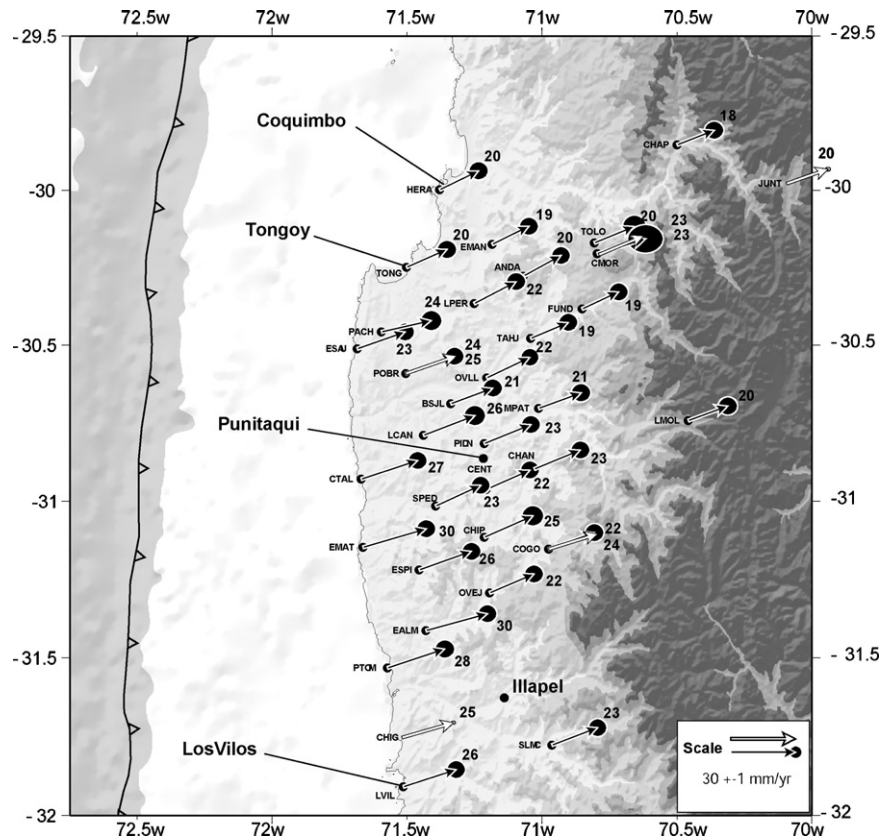 72.5w 72w 71.5w 71w 70.5w 70w
-29.5 -29.5
18
Coquimbo
CHAP
20
20
JUNT
-30 HERA -30
19
20 23
Tongoy 20
EMAN TOLO 23
20
CMOR
TONG ANDA
22
LPER
24 FUND 19
PACH
19
23 TAHJ
-30.5 ESAJ 24 22 -30.5
POBR 25
OVLL
21 21
BSJL 20
Punitaqui 26 MPAT
LMOL
LCAN 23
PIDN
CENT CHAN 23
27
CTAL 22
SPED 23
-31 -31
25
30 22
CHIP
EMAT COGO 24
26
ESPI 22
OVEJ
30
EALM
-31.5 28 -31.5
PTOM
Illapel
25 23
CHIG
LosVilos SLMC
26
Scale
30 +-1 mm/yr
LVIL
-32 -32
72.5w 72w 71.5w 71w 70.5w 70w